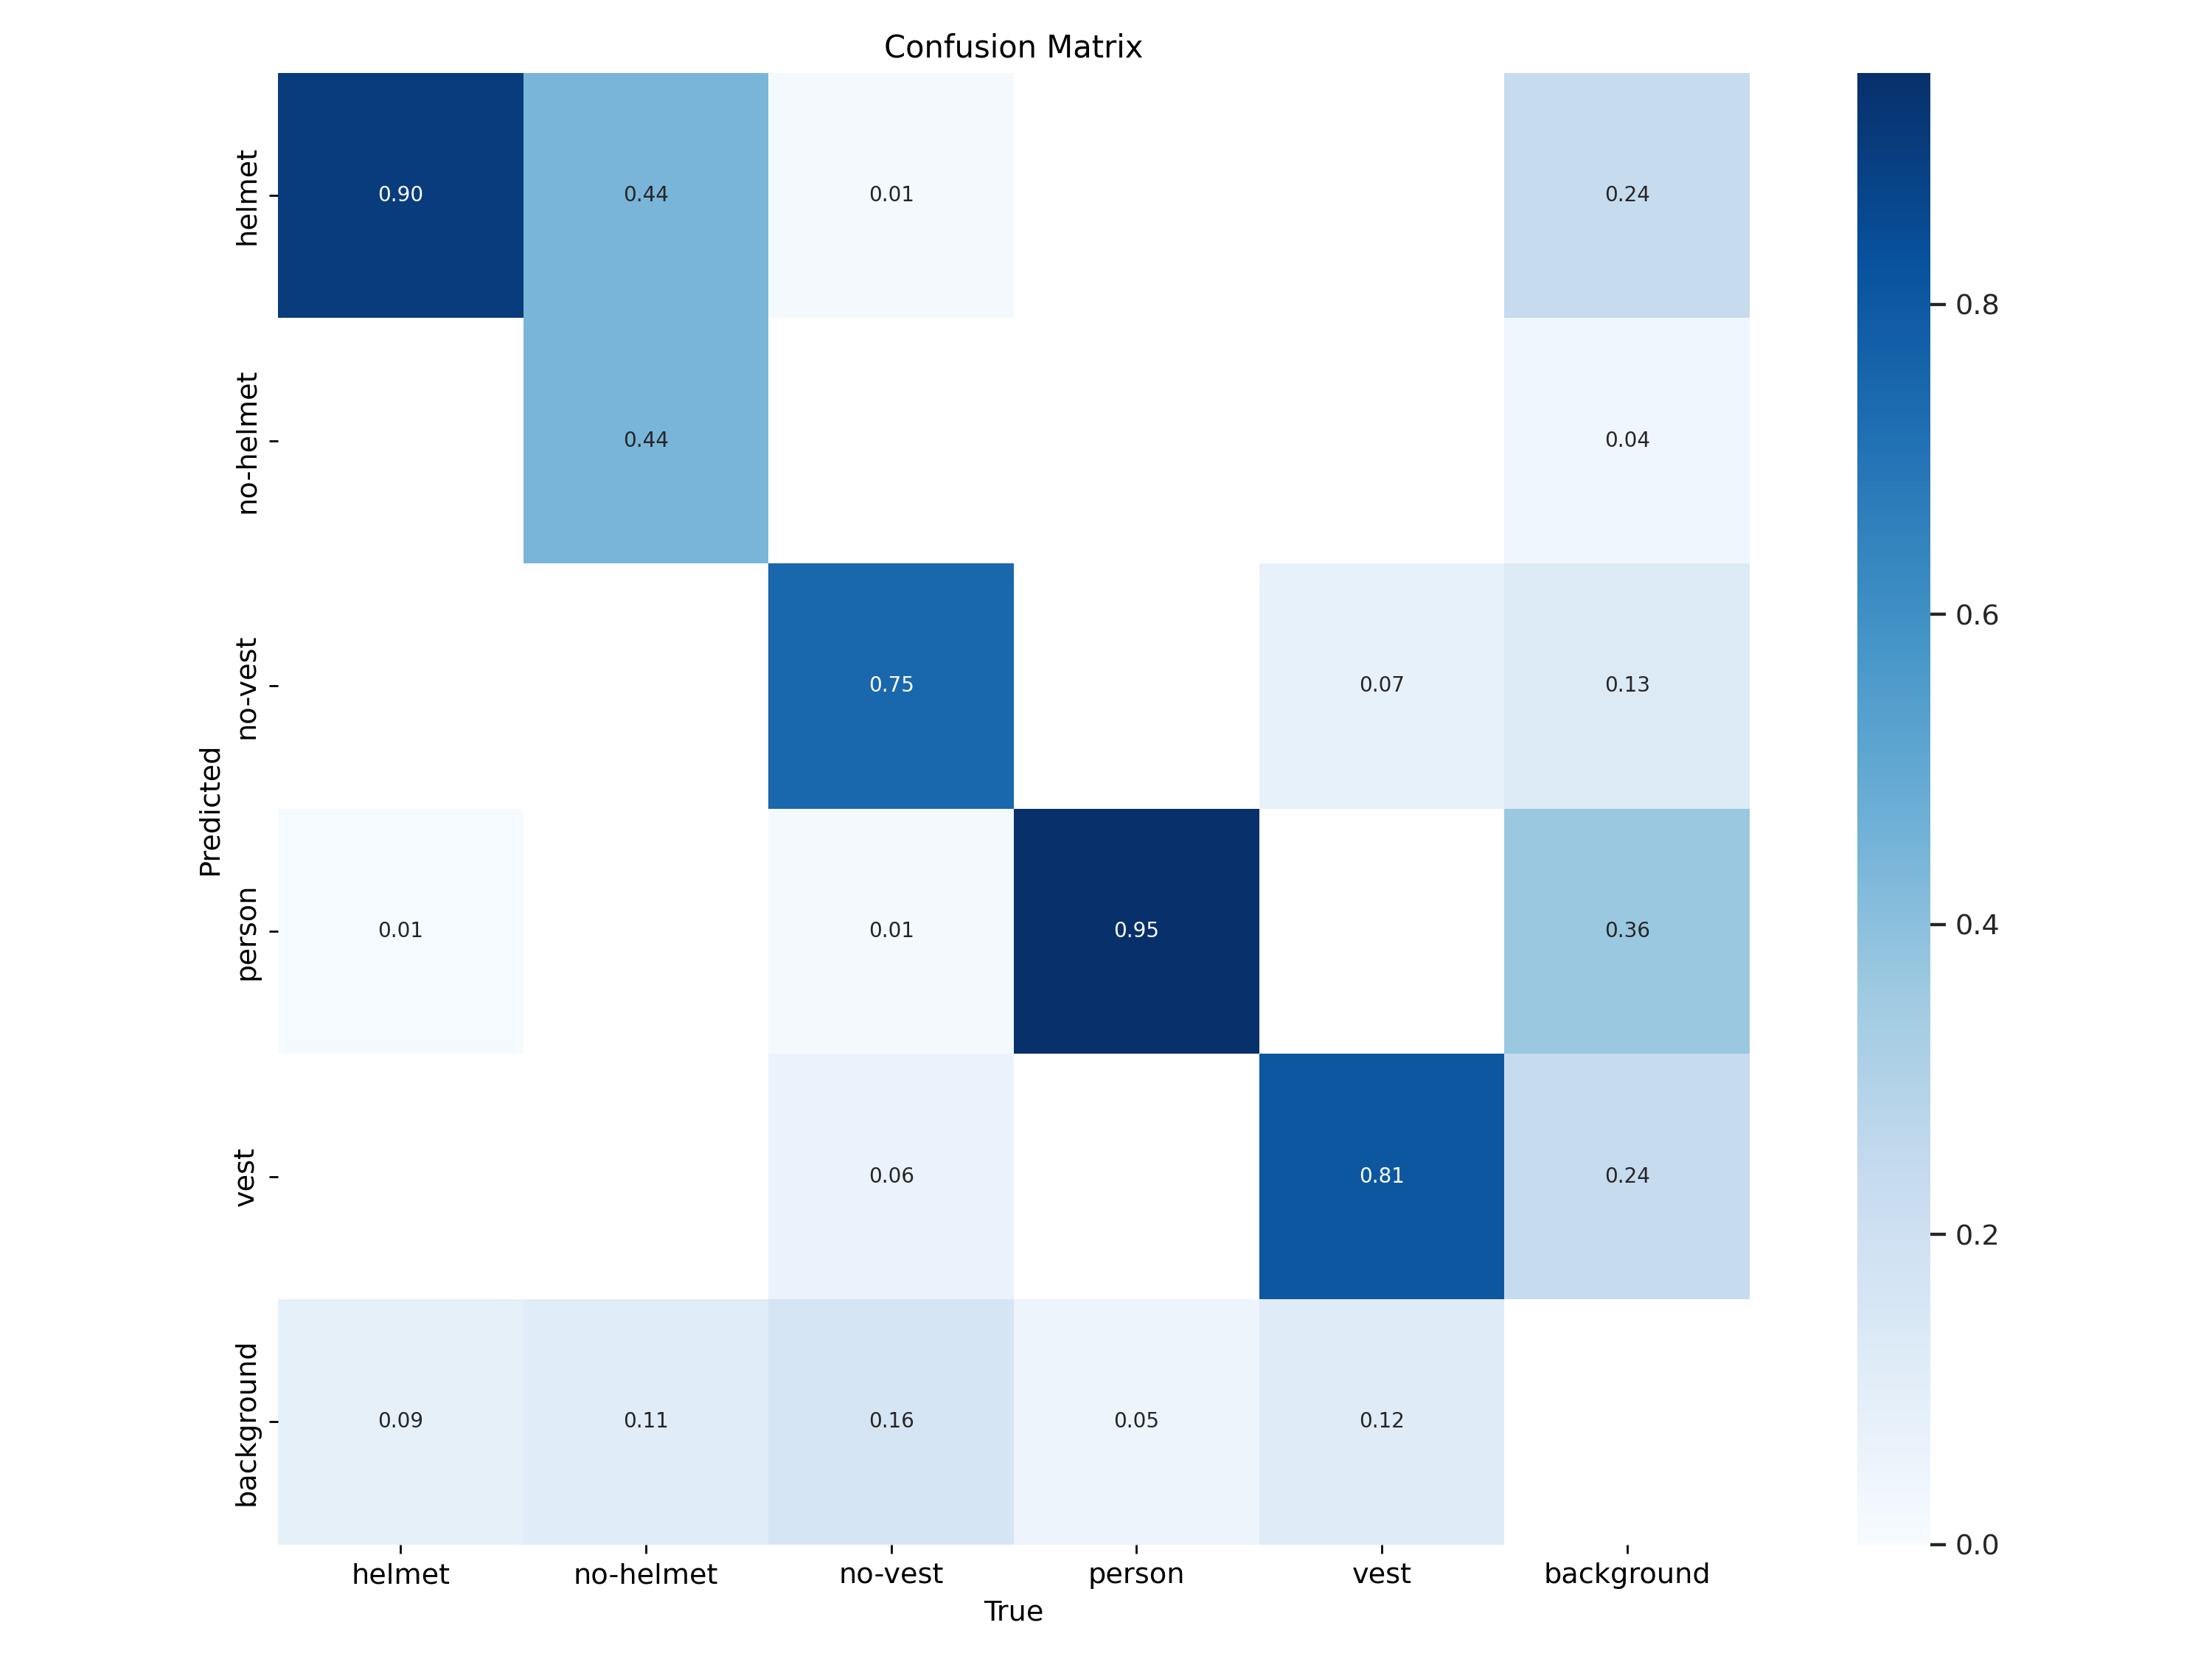 Confusion Matrix
helmet 0.90 0.44 0.01 0.24
no-helmet 0.44 0.04
no-vest 0.75 0.07 0.13
person 0.01 0.01 0.95 0.36
vest 0.06 0.81 0.24
background 0.09 0.11 0.16 0.05 0.12
Predicted
helmet no-helmet no-vest person vest background
True
0.8
0.6
0.4
0.2
0.0